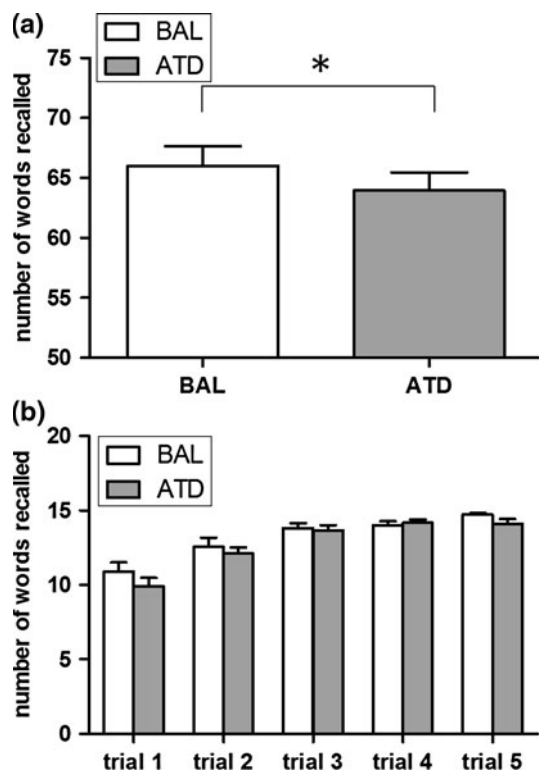 (a)
BAL
ATD
*
number of words recalled
75
70
65
60
55
50
BAL ATD
(b)
BAL
ATD
number of words recalled
20
15
10
5
0
trial 1 trial 2 trial 3 trial 4 trial 5